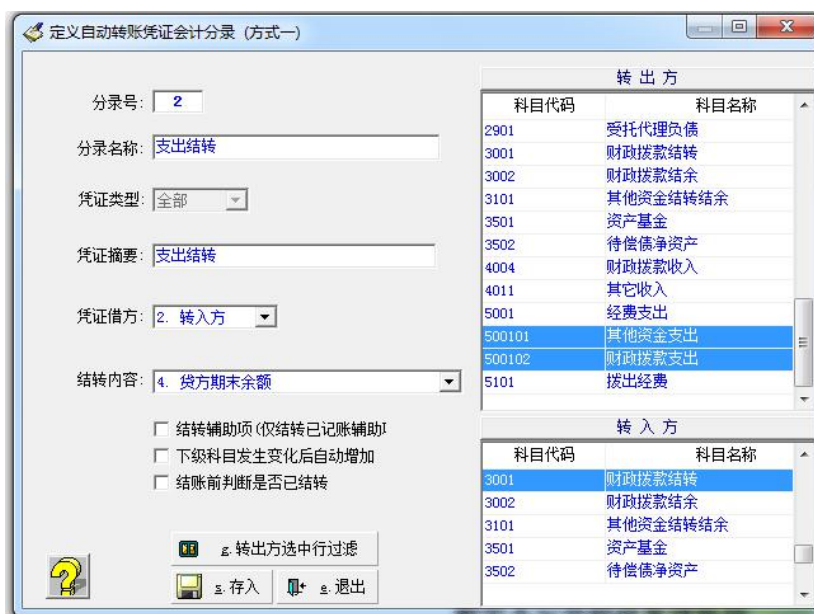 定义自动转账凭证会计分录 (方式一)
分录号: 2
分录名称: 支出结转
凭证类型: 全部
凭证摘要: 支出结转
凭证借方: 2. 转入方
结转内容: 4. 贷方期末余额
结转辅助项(仅结转已记账辅助
下级科目发生变化后自动增加
结账前判断是否已结转
g.转出方选中行过滤
s.存入
e.退出
转出方
科目代码 科目名称
2901 受托代理负债
3001 财政拨款结转
3002 财政拨款结余
3101 其他资金结转结余
3501 资产基金
3502 待偿债净资产
4004 财政拨款收入
4011 其它收入
5001 经费支出
500101 其他资金支出
500102 财政拨款支出
5101 拨出经费
转入方
科目代码 科目名称
3001 财政拨款结转
3002 财政拨款结余
3101 其他资金结转结余
3501 资产基金
3502 待偿债净资产